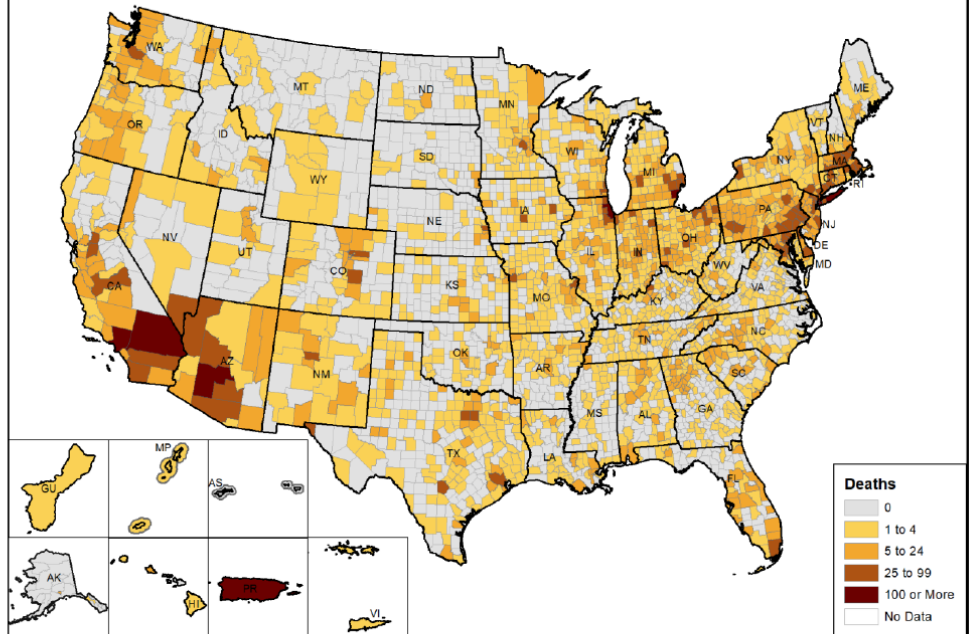 WA
MT
ND
MN
ME
OR
ID
SD
WI
MI
VT
NH
NY
MA
CT
RI
WY
IA
PA
NE
NJ
NV
UT
IL
IN
OH
DE
CO
WV
MD
CA
KS
MO
VA
KY
AZ
NM
OK
TN
NC
AR
SC
MS
AL
GA
TX
LA
FL
GU
MP
AS
AK
HI
PR
VI
Deaths
0
1 to 4
5 to 24
25 to 99
100 or More
No Data